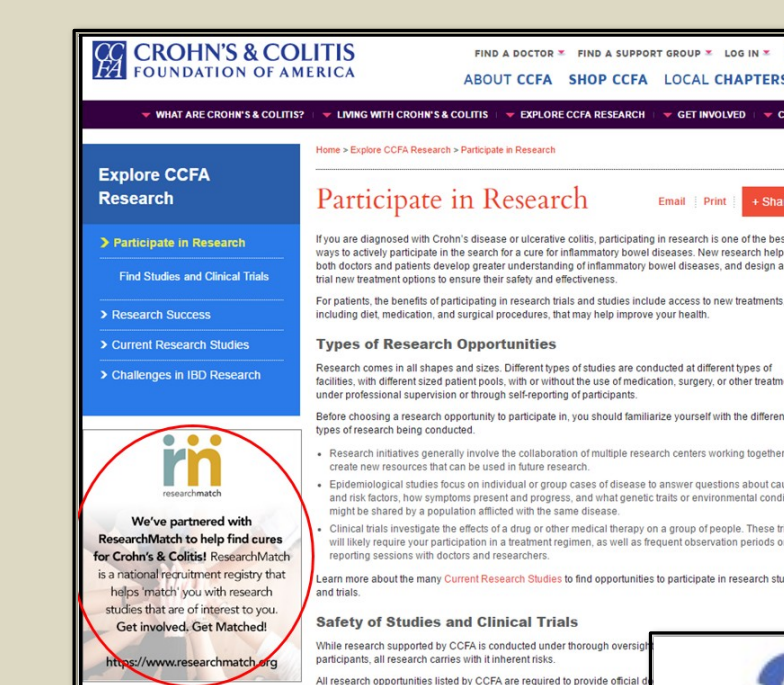 CCFA
CROHN'S & COLITIS
FOUNDATION OF AMERICA
FIND A DOCTOR FIND A SUPPORT GROUP LOG IN
ABOUT CCFA SHOP CCFA LOCAL CHAPTERS
WHAT ARE CROHN'S & COLITIS? LIVING WITH CROHN'S & COLITIS EXPLORE CCFA RESEARCH GET INVOLVED
Home > Explore CCFA Research > Participate in Research
Explore CCFA
Research
> Participate in Research
Find Studies and Clinical Trials
> Research Success
> Current Research Studies
> Challenges in IBD Research
rm
researchmatch
We've partnered with
ResearchMatch to help find cures
for Crohn's & Colitis! ResearchMatch
is a national recruitment registry that
helps 'match' you with research
studies that are of interest to you.
Get involved. Get Matched!
https://www.researchmatch.org
Participate in Research
Email Print + Sha
If you are diagnosed with Crohn's disease or ulcerative colitis, participating in research is one of the bes
ways to actively participate in the search for a cure for inflammatory bowel diseases. New research help
both doctors and patients develop greater understanding of inflammatory bowel diseases, and design a
trial new treatment options to ensure their safety and effectiveness.
For patients, the benefits of participating in research trials and studies include access to new treatments
including diet, medication, and surgical procedures, that may help improve your health.
Types of Research Opportunities
Research comes in all shapes and sizes. Different types of studies are conducted at different types of
facilities, with different sized patient pools, with or without the use of medication, surgery, or other treatm
under professional supervision or through self-reporting of participants.
Before choosing a research opportunity to participate in, you should familiarize yourself with the differen
types of research being conducted.
• Research initiatives generally involve the collaboration of multiple research centers working together
create new resources that can be used in future research.
• Epidemiological studies focus on individual or group cases of disease to answer questions about cau
and risk factors, how symptoms present and progress, and what genetic traits or environmental condi
might be shared by a population afflicted with the same disease.
• Clinical trials investigate the effects of a drug or other medical therapy on a group of people. These tri
will likely require your participation in a treatment regimen, as well as frequent observation periods o
reporting sessions with doctors and researchers.
Learn more about the many Current Research Studies to find opportunities to participate in research stu
and trials.
Safety of Studies and Clinical Trials
While research supported by CCFA is conducted under thorough oversigh
participants, all research carries with it inherent risks.
All research opportunities listed by CCFA are required to provide official d